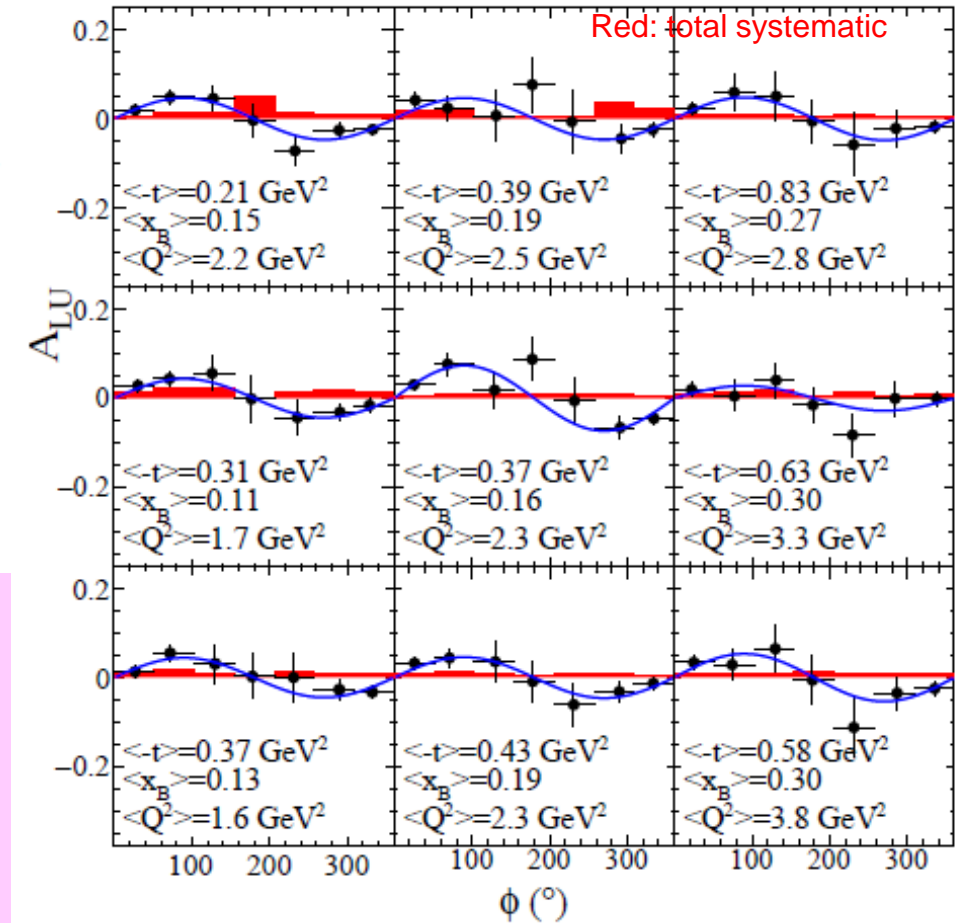 Red: total systematic
0.2
0
−0.2
<-t>=0.21 GeV²
<x_B>=0.15
<Q²>=2.2 GeV²
<-t>=0.39 GeV²
<x_B>=0.19
<Q²>=2.5 GeV²
<-t>=0.83 GeV²
<x_B>=0.27
<Q²>=2.8 GeV²
A_LU
0.2
0
−0.2
<-t>=0.31 GeV²
<x_B>=0.11
<Q²>=1.7 GeV²
<-t>=0.37 GeV²
<x_B>=0.16
<Q²>=2.3 GeV²
<-t>=0.63 GeV²
<x_B>=0.30
<Q²>=3.3 GeV²
0.2
0
−0.2
<-t>=0.37 GeV²
<x_B>=0.13
<Q²>=1.6 GeV²
<-t>=0.43 GeV²
<x_B>=0.19
<Q²>=2.3 GeV²
<-t>=0.58 GeV²
<x_B>=0.30
<Q²>=3.8 GeV²
100 200 300 100 200 300 100 200 300
ϕ (°)